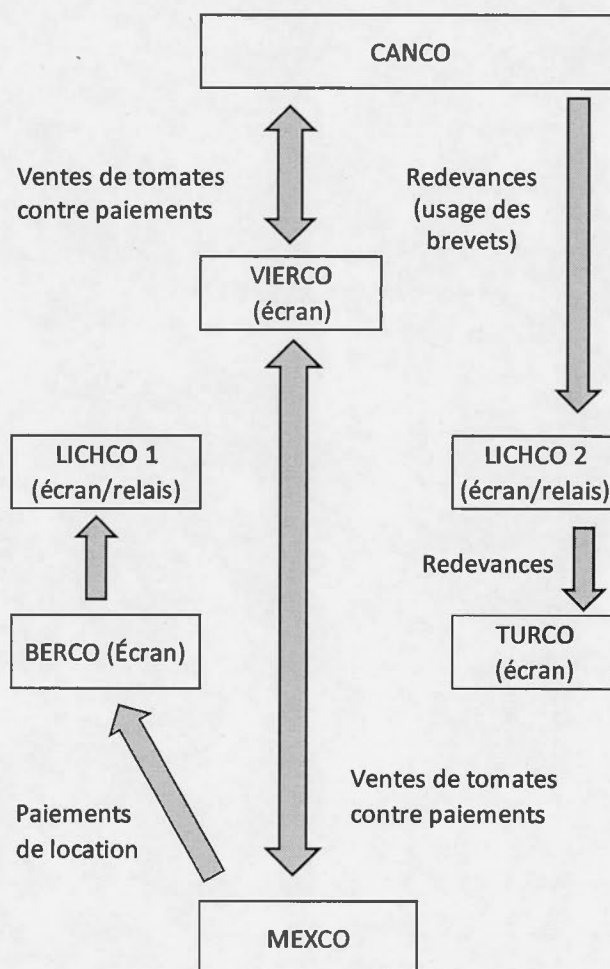 CANCO
Ventes de tomates
contre paiements
Redevances
(usage des
brevets)
VIERCO
(écran)
LICHCO 1
(écran/relais)
LICHCO 2
(écran/relais)
Redevances
BERCO (Écran)
TURCO
(écran)
Ventes de tomates
contre paiements
Paiements
de location
MEXCO